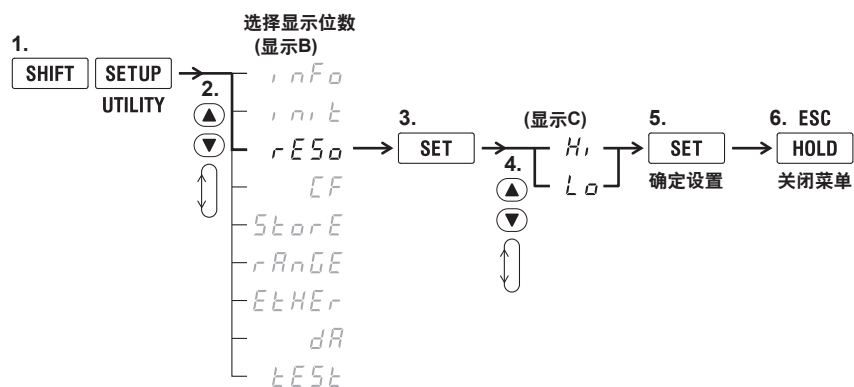 选择显示位数
(显示B)
1.
SHIFT SETUP
UTILITY
2.
inFo
init
rESo
CF
StorE
rAnGE
EtHEr
dA
tESt
3.
SET
(显示C)
4.
Hi
Lo
5.
SET
确定设置
6. ESC
HOLD
关闭菜单